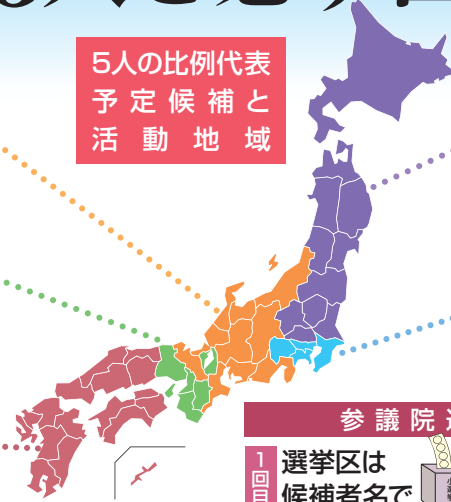 5人の比例代表
予定候補と
活動地域
参議院
1回目
選挙区は
候補者名で